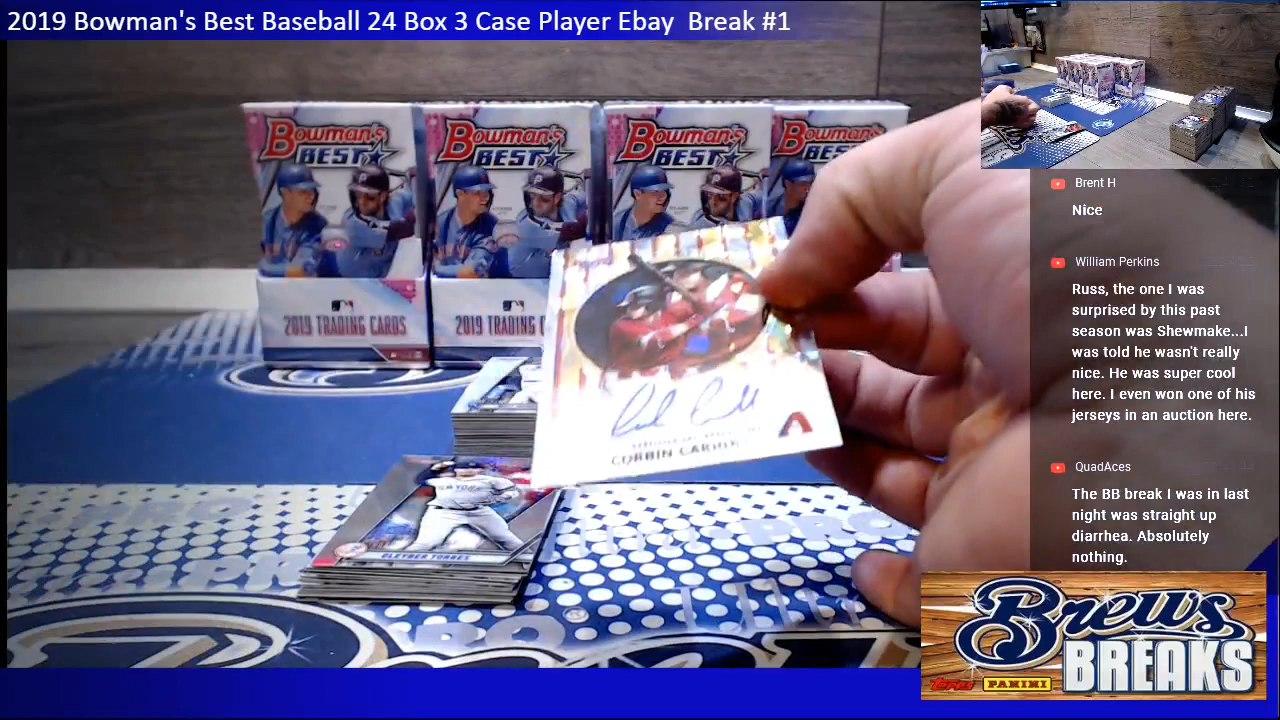 2019 Bowman's Best Baseball 24 Box 3 Case Player Ebay  Break #1
Bowman's
BEST
Bowman's
BEST
Bowman's
BEST
Bowman's
BEST
2019 TRADING CARDS
2019 TRADING
CORBIN CARROLL
GLEYBER TORRES
PRO
PRO
Brent H
Nice
William Perkins
Russ, the one I was
surprised by this past
season was Shewmake...I
was told he wasn't really
nice. He was super cool
here. I even won one of his
jerseys in an auction here.
QuadAces
The BB break I was in last
night was straight up
diarrhea. Absolutely
nothing.
Brews
BREAKS
Topps
PANINI